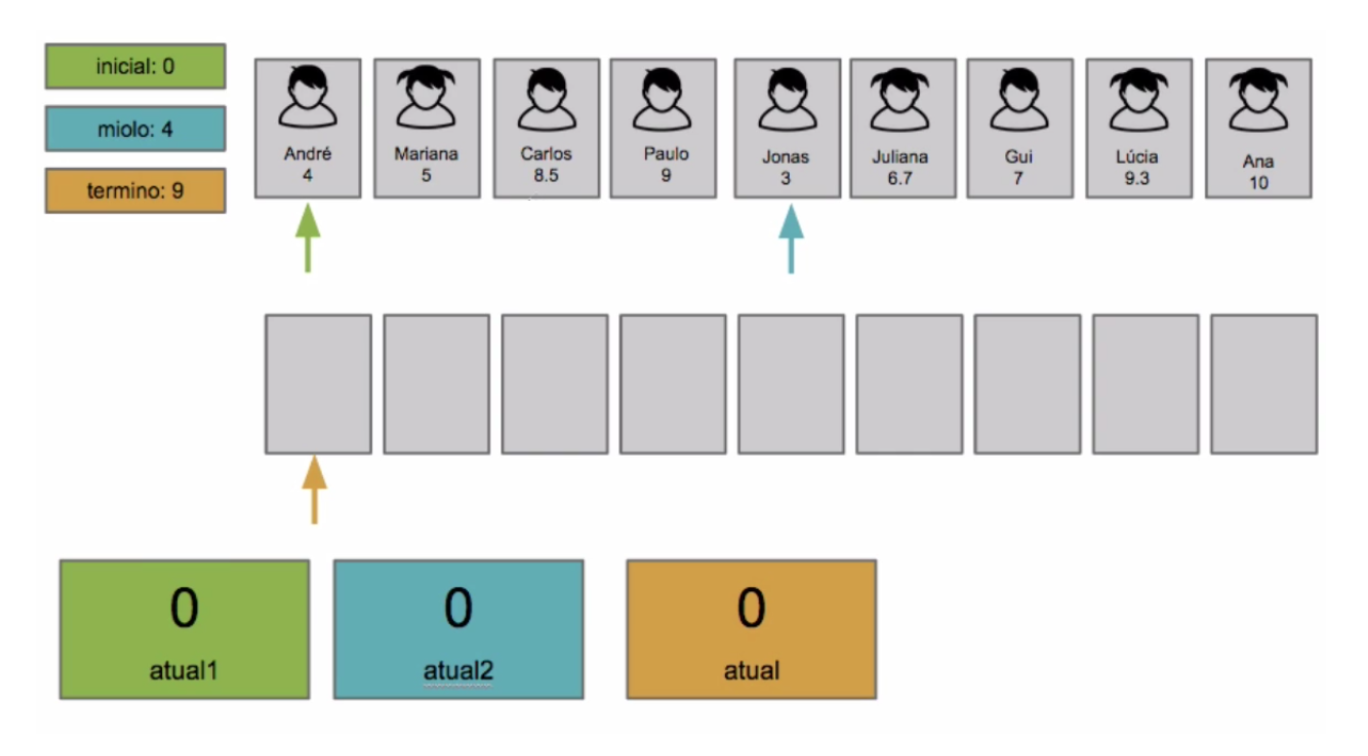 inicial: 0
miolo: 4
termino: 9
André
4
Mariana
5
Carlos
8.5
Paulo
9
Jonas
3
Juliana
6.7
Gui
7
Lúcia
9.3
Ana
10
0
atual1
0
atual2
0
atual